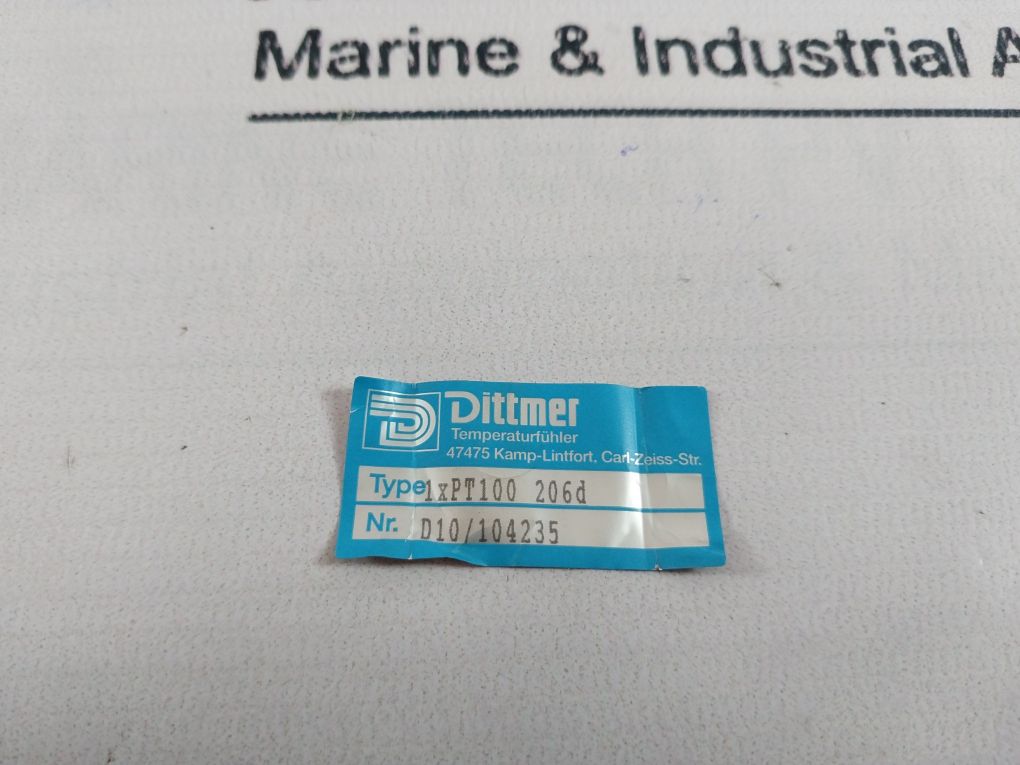 Marine & Industrial A
Dittmer
Temperaturfühler
47475 Kamp-Lintfort, Carl-Zeiss-Str.
Type 1xPT100 206d
Nr. D10/104235